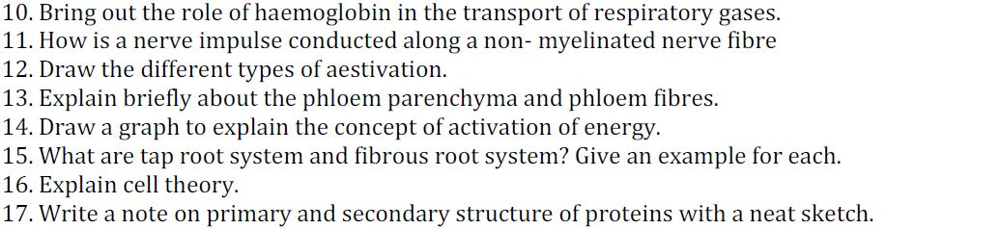 10. Bring out the role of haemoglobin in the transport of respiratory gases.
11. How is a nerve impulse conducted along a non- myelinated nerve fibre
12. Draw the different types of aestivation.
13. Explain briefly about the phloem parenchyma and phloem fibres.
14. Draw a graph to explain the concept of activation of energy.
15. What are tap root system and fibrous root system? Give an example for each.
16. Explain cell theory.
17. Write a note on primary and secondary structure of proteins with a neat sketch.